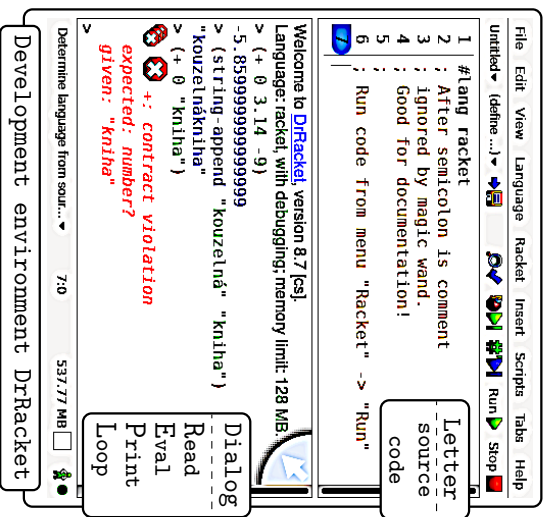 File Edit View Language Racket Insert Scripts Tabs Help
Untitled▾ (define ...)▾ Run Stop
1 #lang racket
2 ; After semicolon is comment
3 ; ignored by magic wand.
4 ; Good for documentation!
5 ;
6 ; Run code from menu "Racket" -> "Run"
7
Letter
source
code
Welcome to DrRacket, version 8.7 [cs].
Language: racket, with debugging; memory limit: 128 MB.
> (+ 0 3.14 -9)
-5.859999999999999
> (string-append "kouzelná" "kniha")
"kouzelnákniha"
> (+ 0 "kniha")
+: contract violation
expected: number?
given: "kniha"
>
Dialog
Read
Eval
Print
Loop
Determine language from sour... ▾ 7:0 537.77 MB
Development environment DrRacket